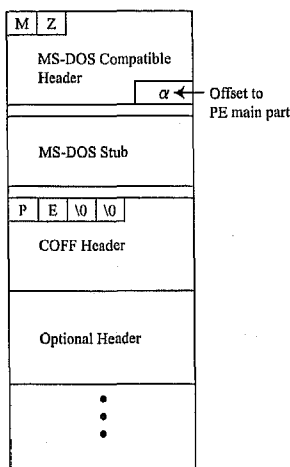 M Z
MS-DOS Compatible
Header
α
Offset to
PE main part
MS-DOS Stub
P E \0 \0
COFF Header
Optional Header